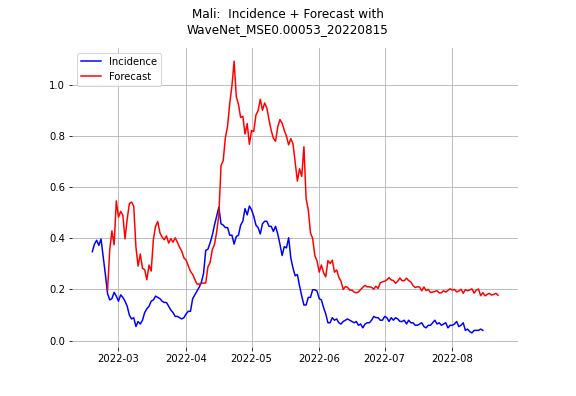 Mali:  Incidence + Forecast with
WaveNet_MSE0.00053_20220815
Incidence
Forecast
1.0
0.8
0.6
0.4
0.2
0.0
2022-03 2022-04 2022-05 2022-06 2022-07 2022-08